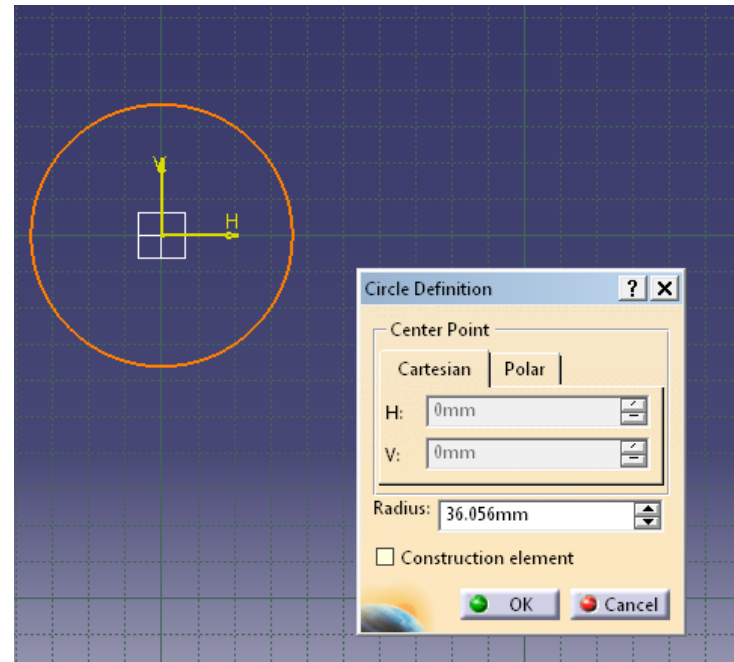 V
H
Circle Definition ? X
Center Point
Cartesian Polar
H: 0mm
V: 0mm
Radius: 36.056mm
Construction element
OK Cancel